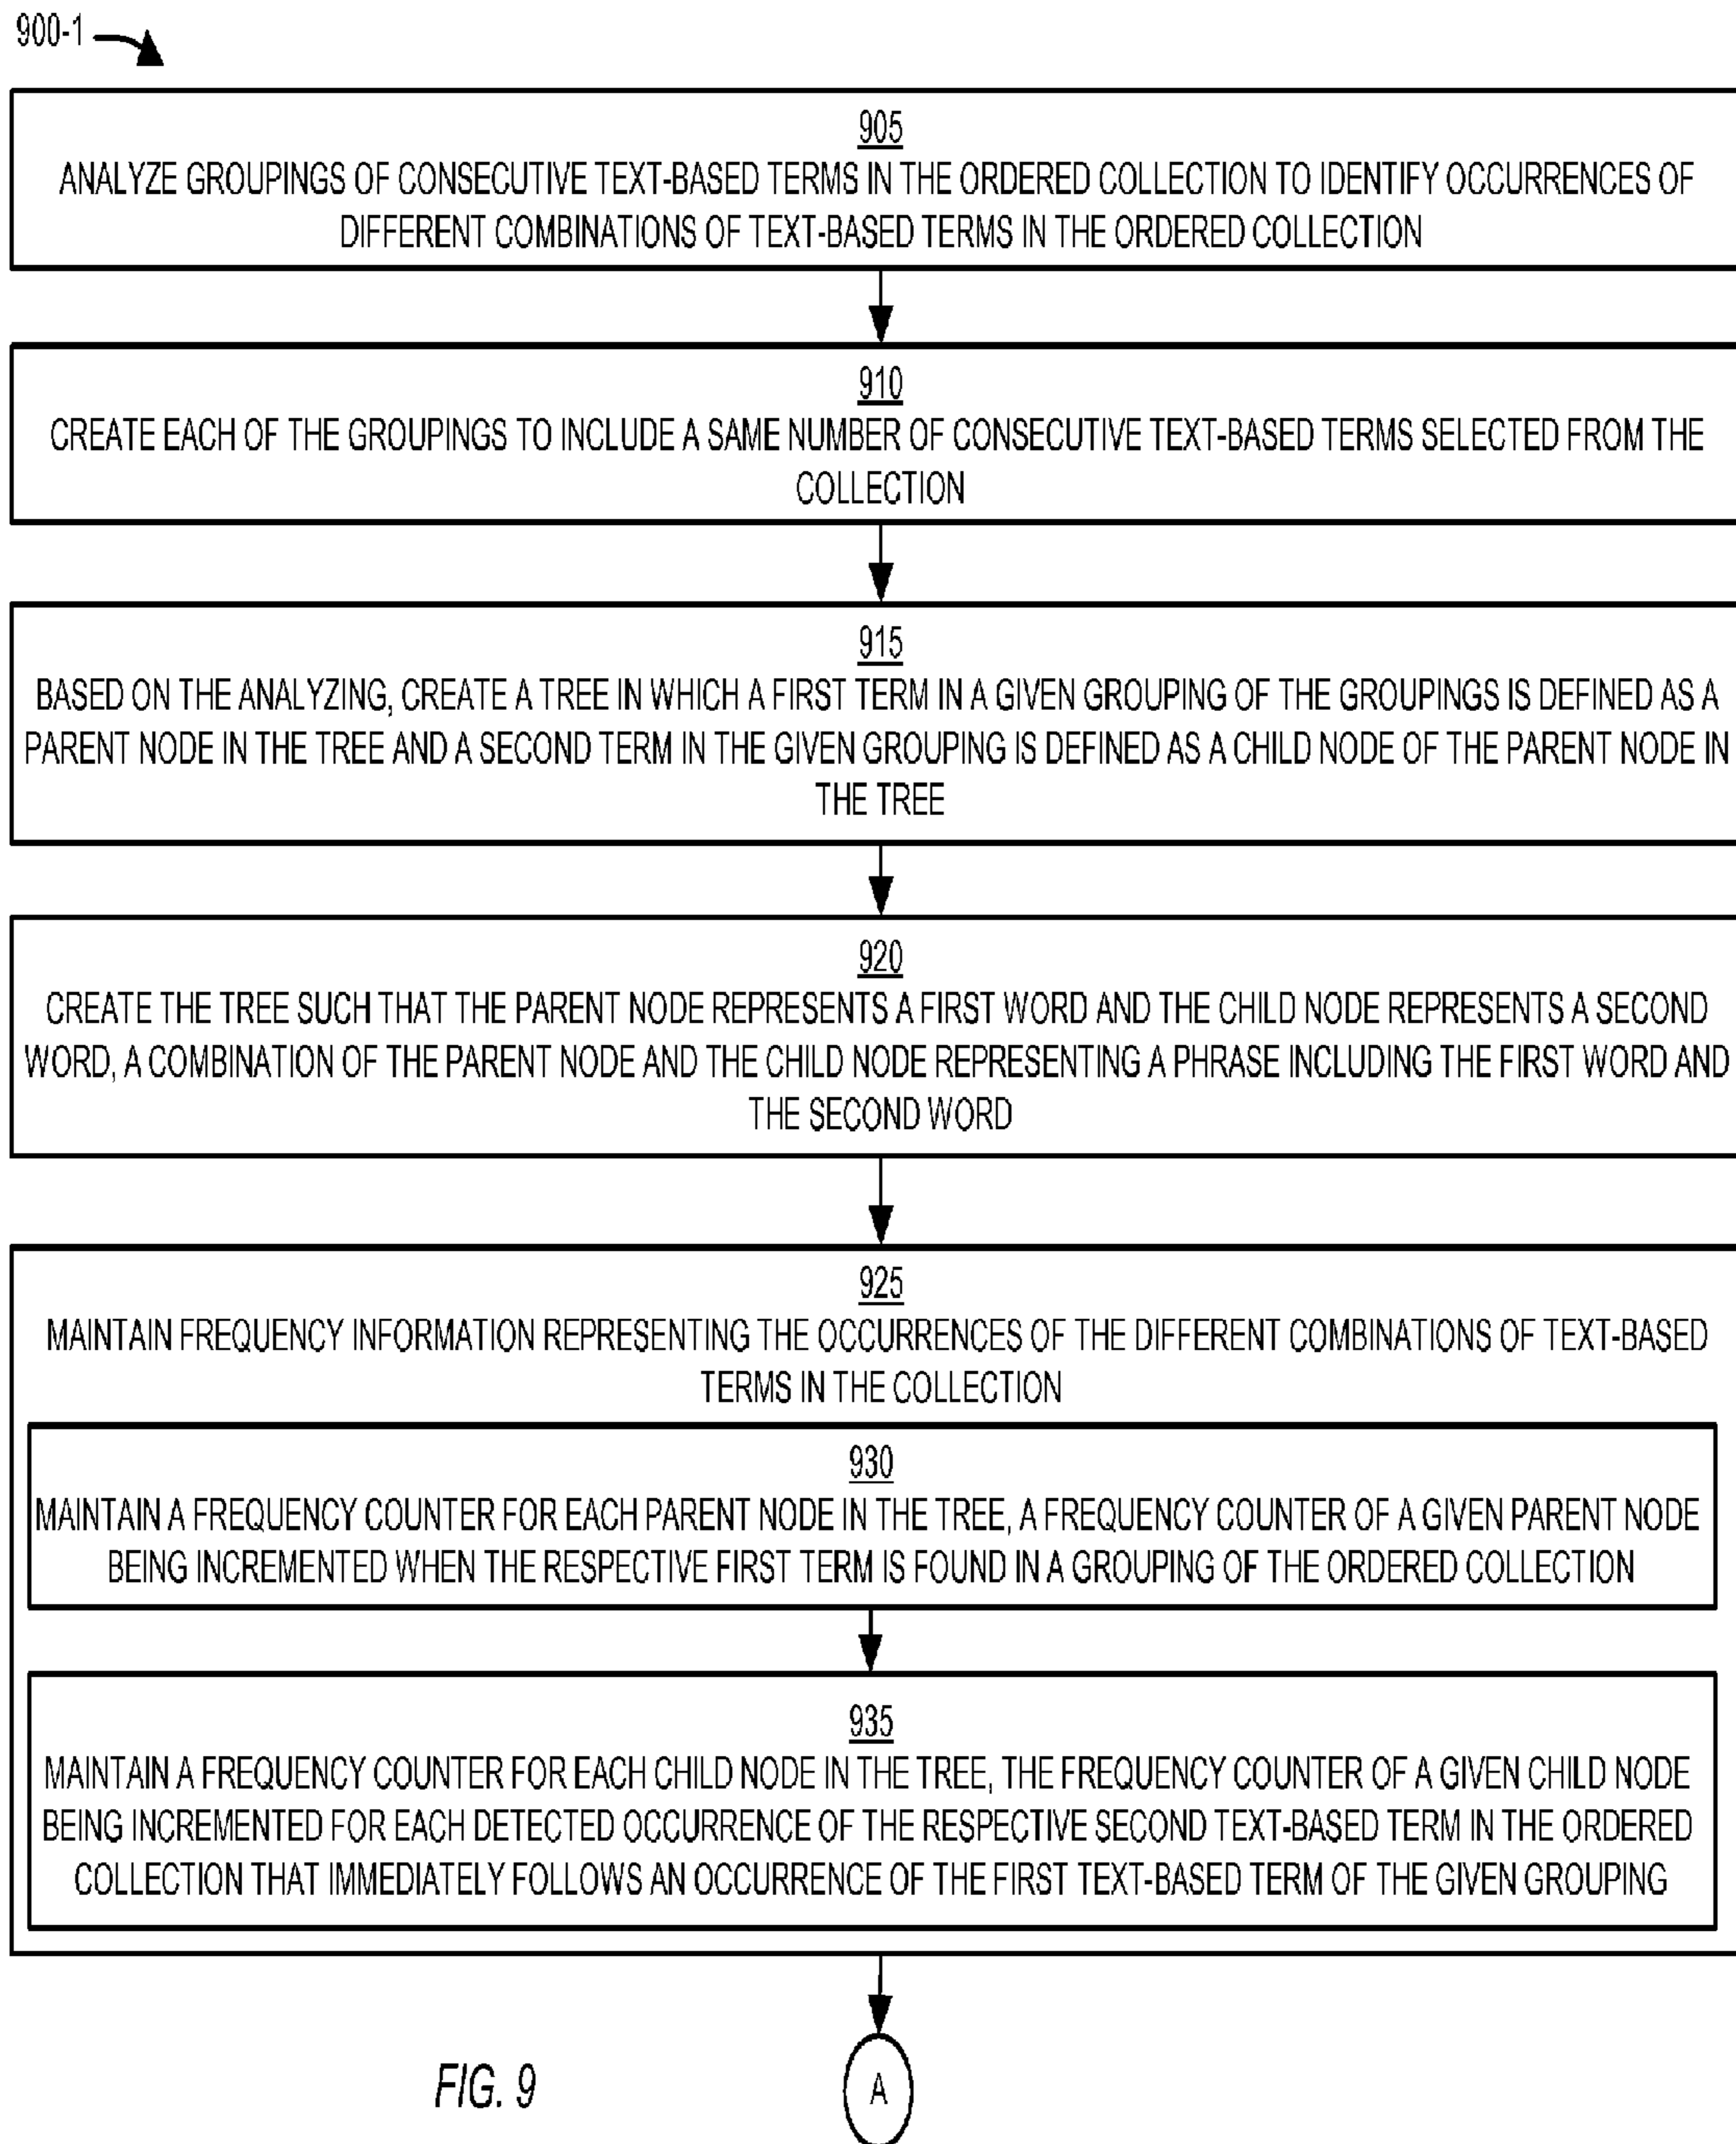 900-1
905
ANALYZE GROUPINGS OF CONSECUTIVE TEXT-BASED TERMS IN THE ORDERED COLLECTION TO IDENTIFY OCCURRENCES OF
DIFFERENT COMBINATIONS OF TEXT-BASED TERMS IN THE ORDERED COLLECTION
910
CREATE EACH OF THE GROUPINGS TO INCLUDE A SAME NUMBER OF CONSECUTIVE TEXT-BASED TERMS SELECTED FROM THE
COLLECTION
915
BASED ON THE ANALYZING, CREATE A TREE IN WHICH A FIRST TERM IN A GIVEN GROUPING OF THE GROUPINGS IS DEFINED AS A
PARENT NODE IN THE TREE AND A SECOND TERM IN THE GIVEN GROUPING IS DEFINED AS A CHILD NODE OF THE PARENT NODE IN
THE TREE
920
CREATE THE TREE SUCH THAT THE PARENT NODE REPRESENTS A FIRST WORD AND THE CHILD NODE REPRESENTS A SECOND
WORD, A COMBINATION OF THE PARENT NODE AND THE CHILD NODE REPRESENTING A PHRASE INCLUDING THE FIRST WORD AND
THE SECOND WORD
925
MAINTAIN FREQUENCY INFORMATION REPRESENTING THE OCCURRENCES OF THE DIFFERENT COMBINATIONS OF TEXT-BASED
TERMS IN THE COLLECTION
930
MAINTAIN A FREQUENCY COUNTER FOR EACH PARENT NODE IN THE TREE, A FREQUENCY COUNTER OF A GIVEN PARENT NODE
BEING INCREMENTED WHEN THE RESPECTIVE FIRST TERM IS FOUND IN A GROUPING OF THE ORDERED COLLECTION
935
MAINTAIN A FREQUENCY COUNTER FOR EACH CHILD NODE IN THE TREE, THE FREQUENCY COUNTER OF A GIVEN CHILD NODE
BEING INCREMENTED FOR EACH DETECTED OCCURRENCE OF THE RESPECTIVE SECOND TEXT-BASED TERM IN THE ORDERED
COLLECTION THAT IMMEDIATELY FOLLOWS AN OCCURRENCE OF THE FIRST TEXT-BASED TERM OF THE GIVEN GROUPING
A
FIG. 9